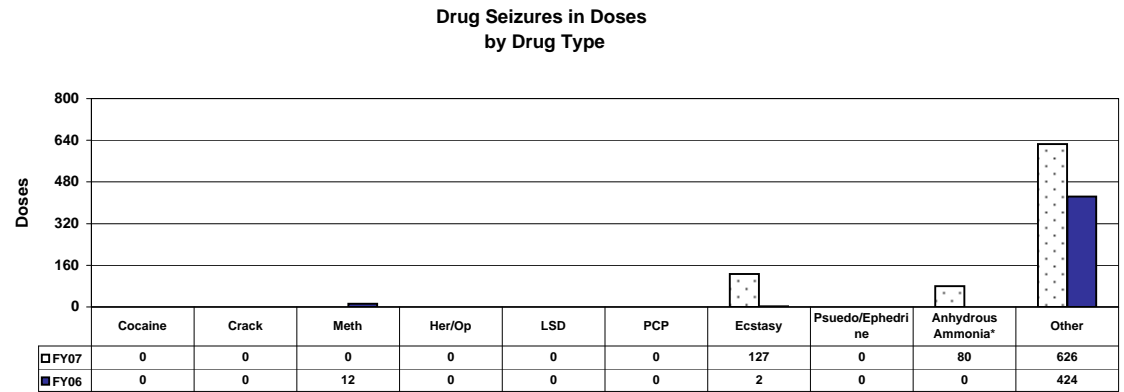 Drug Seizures in Doses
by Drug Type
Doses
800
640
480
320
160
0
Cocaine Crack Meth Her/Op LSD PCP Ecstasy Psuedo/Ephedri
ne Anhydrous
Ammonia* Other
FY07 0 0 0 0 0 0 127 0 80 626
FY06 0 0 12 0 0 0 2 0 0 424